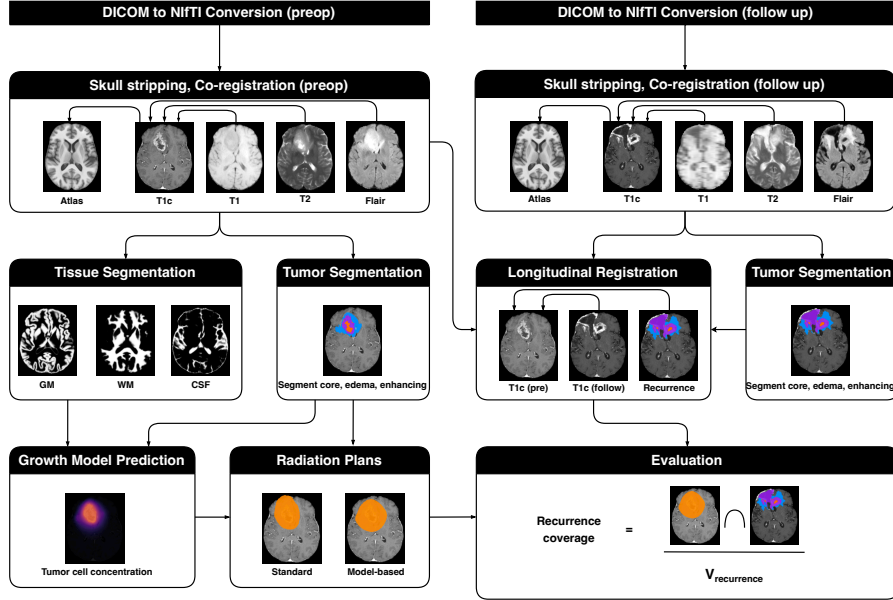 DICOM to NIfTI Conversion (preop)
DICOM to NIfTI Conversion (follow up)
Skull stripping, Co-registration (preop)
Atlas
T1c
T1
T2
Flair
Skull stripping, Co-registration (follow up)
Atlas
T1c
T1
T2
Flair
Tissue Segmentation
GM
WM
CSF
Tumor Segmentation
Segment core, edema, enhancing
Longitudinal Registration
T1c (pre)
T1c (follow)
Recurrence
Tumor Segmentation
Segment core, edema, enhancing
Growth Model Prediction
Tumor cell concentration
Radiation Plans
Standard
Model-based
Evaluation
Recurrence
coverage
=
⋂
V_recurrence